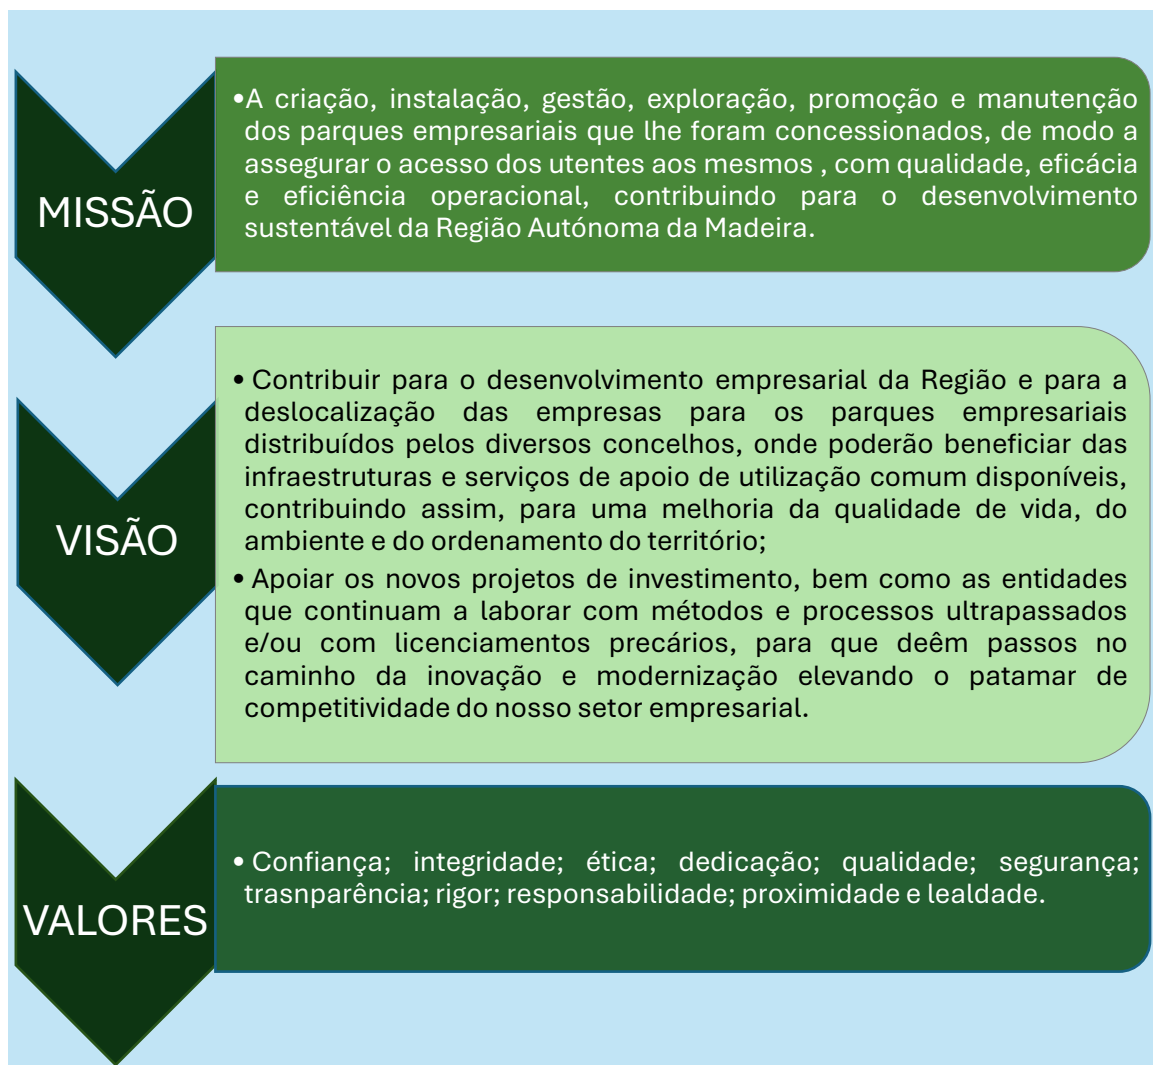 MISSÃO
•A criação, instalação, gestão, exploração, promoção e manutenção
dos parques empresariais que lhe foram concessionados, de modo a
assegurar o acesso dos utentes aos mesmos , com qualidade, eficácia
e eficiência operacional, contribuindo para o desenvolvimento
sustentável da Região Autónoma da Madeira.
VISÃO
• Contribuir para o desenvolvimento empresarial da Região e para a
deslocalização das empresas para os parques empresariais
distribuídos pelos diversos concelhos, onde poderão beneficiar das
infraestruturas e serviços de apoio de utilização comum disponíveis,
contribuindo assim, para uma melhoria da qualidade de vida, do
ambiente e do ordenamento do território;
• Apoiar os novos projetos de investimento, bem como as entidades
que continuam a laborar com métodos e processos ultrapassados
e/ou com licenciamentos precários, para que deêm passos no
caminho da inovação e modernização elevando o patamar de
competitividade do nosso setor empresarial.
VALORES
• Confiança; integridade; ética; dedicação; qualidade; segurança;
trasnparência; rigor; responsabilidade; proximidade e lealdade.